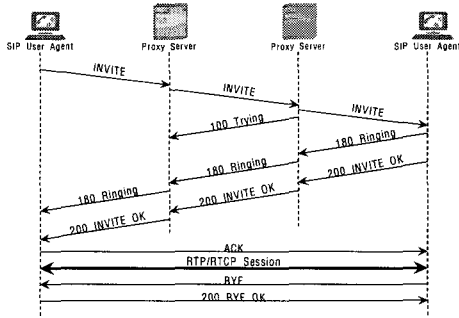 SIP User Agent
Proxy Server
Proxy Server
SIP User Agent
INVITE
INVITE
INVITE
100 Trying
180 Ringing
180 Ringing
200 INVITE OK
180 Ringing
200 INVITE OK
200 INVITE OK
ACK
RTP/RTCP Session
BYE
200 BYE OK